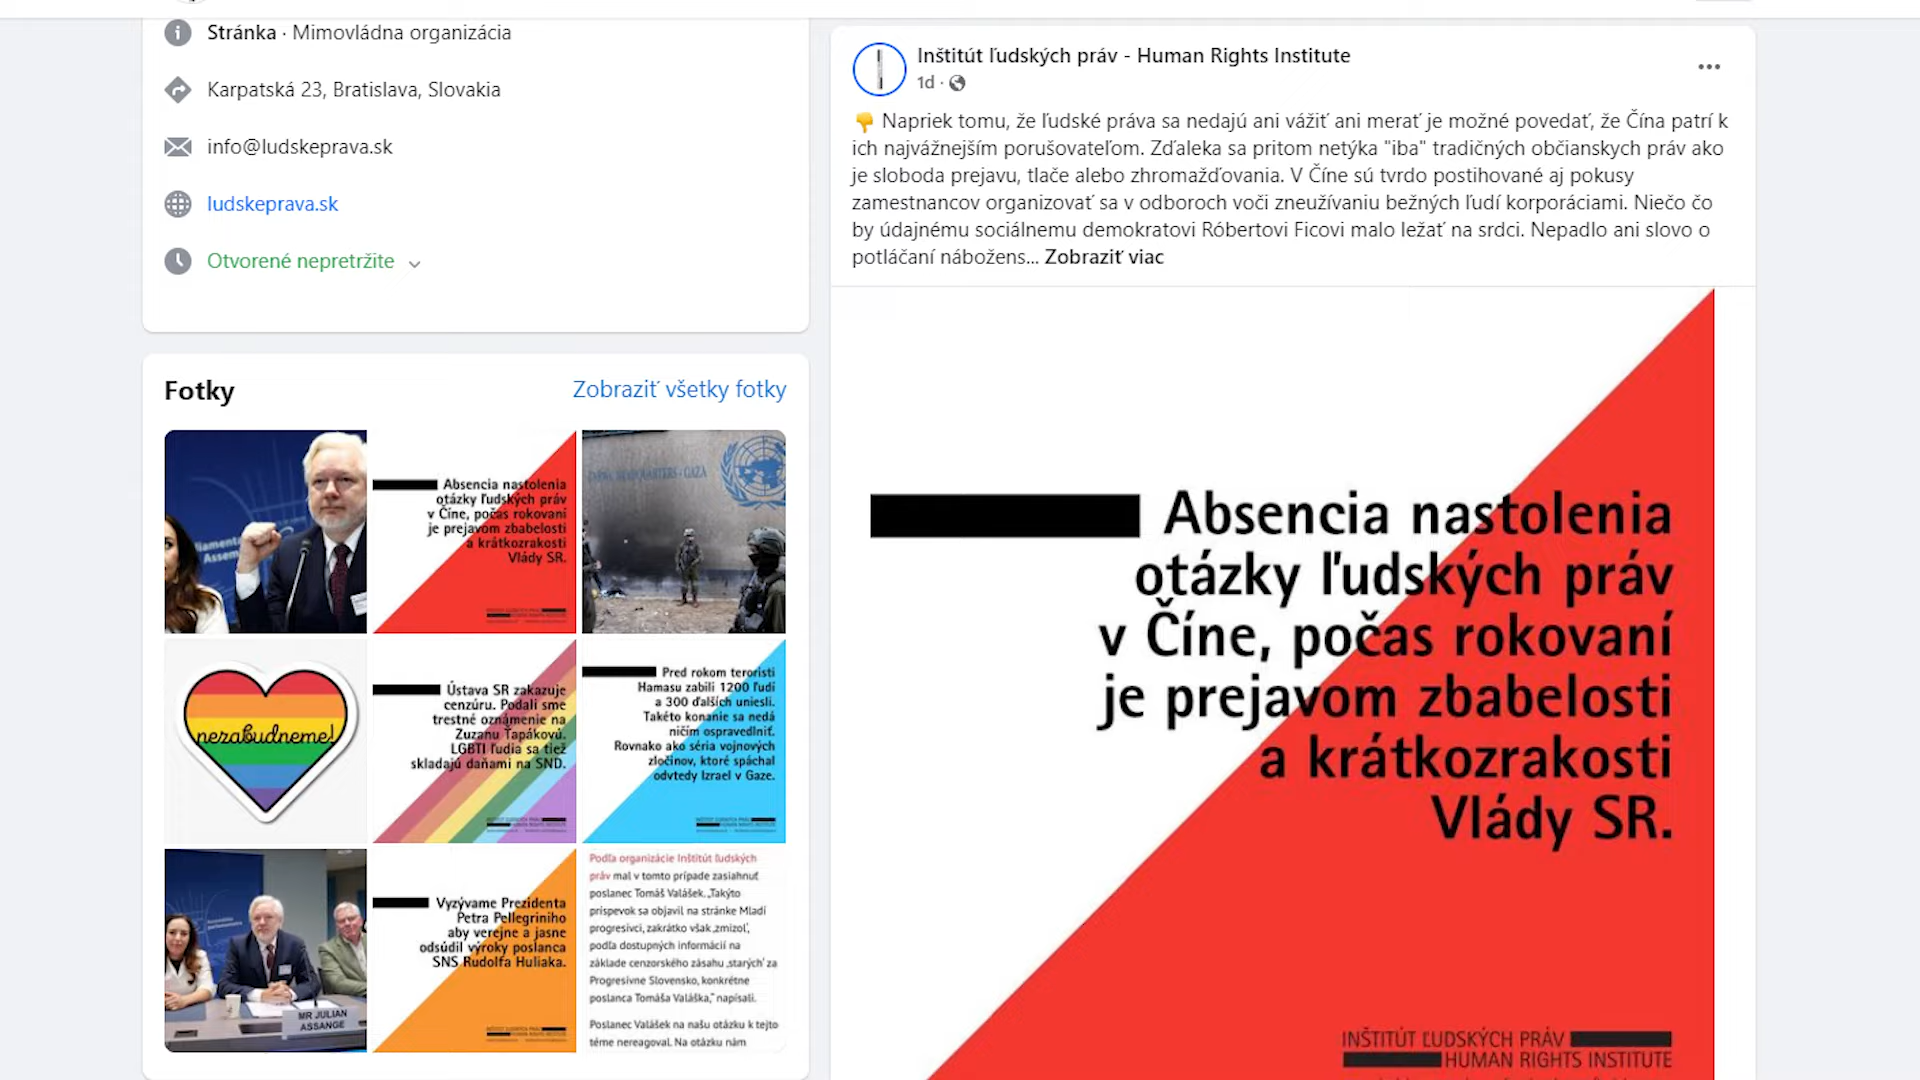 Stránka · Mimovládna organizácia
Karpatská 23, Bratislava, Slovakia
info@ludskeprava.sk
ludskeprava.sk
Otvorené nepretržite
Fotky
Zobraziť všetky fotky
Absencia nastolenia
otázky ľudských práv
v Číne, počas rokovaní
je prejavom zbabelosti
a krátkozrakosti
Vlády SR.
nezabudneme!
Ústava SR zakazuje
cenzúru. Podali sme
trestné oznámenie na
Zuzanu Ťapákovú.
LGBTI ľudia sa tiež
skladajú daňami na SND.
Pred rokom teroristi
Hamasu zabili 1200 ľudí
a 300 ďalších uniesli.
Takéto konanie sa nedá
ničím ospravedlniť.
Rovnako ako séria vojnových
zločinov, ktoré spáchal
odvtedy Izrael v Gaze.
MR JULIAN
ASSANGE
Vyzývame Prezidenta
Petra Pellegriniho
aby verejne a jasne
odsúdil výroky poslanca
SNS Rudolfa Huliaka.
Podľa organizácie Inštitút ľudských
práv mal v tomto prípade zasiahnuť
poslanec Tomáš Valášek. „Takýto
príspevok sa objavil na stránke Mladí
progresívci, zakrátko však ‚zmizol‘,
podľa dostupných informácií na
základe cenzorského zásahu ‚starých‘ za
Progresívne Slovensko, konkrétne
poslanca Tomáša Valáška,“ napísali.
Poslanec Valášek na našu otázku k tejto
téme nereagoval. Na otázku nám
Inštitút ľudských práv - Human Rights Institute
1d ·
👎 Napriek tomu, že ľudské práva sa nedajú ani vážiť ani merať je možné povedať, že Čína patrí k
ich najvážnejším porušovateľom. Zďaleka sa pritom netýka "iba" tradičných občianskych práv ako
je sloboda prejavu, tlače alebo zhromažďovania. V Číne sú tvrdo postihované aj pokusy
zamestnancov organizovať sa v odboroch voči zneužívaniu bežných ľudí korporáciami. Niečo čo
by údajnému sociálnemu demokratovi Róbertovi Ficovi malo ležať na srdci. Nepadlo ani slovo o
potláčaní nábožens... Zobraziť viac
Absencia nastolenia
otázky ľudských práv
v Číne, počas rokovaní
je prejavom zbabelosti
a krátkozrakosti
Vlády SR.
INŠTITÚT ĽUDSKÝCH PRÁV
HUMAN RIGHTS INSTITUTE